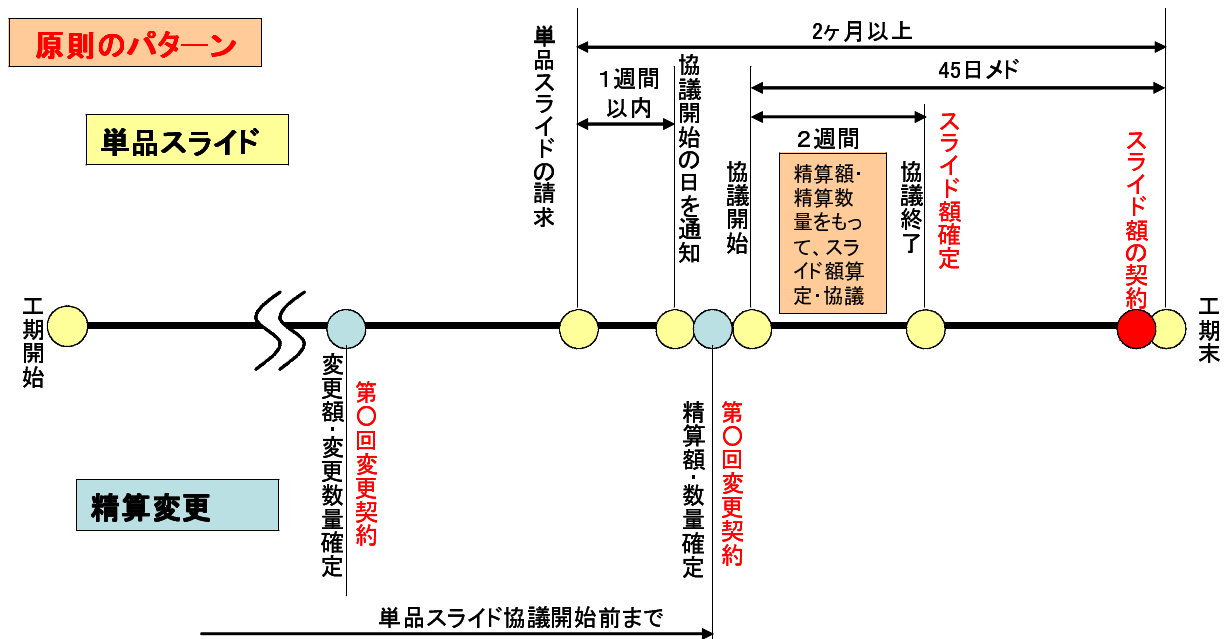 原則のパターン
単品スライド
2ヶ月以上
45日メド
1週間
以内
2週間
単品スライドの請求
協議開始の日を通知
協議開始
精算額・
精算数
量をもっ
て、スラ
イド額算
定・協議
協議終了
スライド額確定
スライド額の契約
工期開始
工期末
変更額・変更数量確定
第〇回変更契約
精算額・数量確定
第〇回変更契約
精算変更
単品スライド協議開始前まで